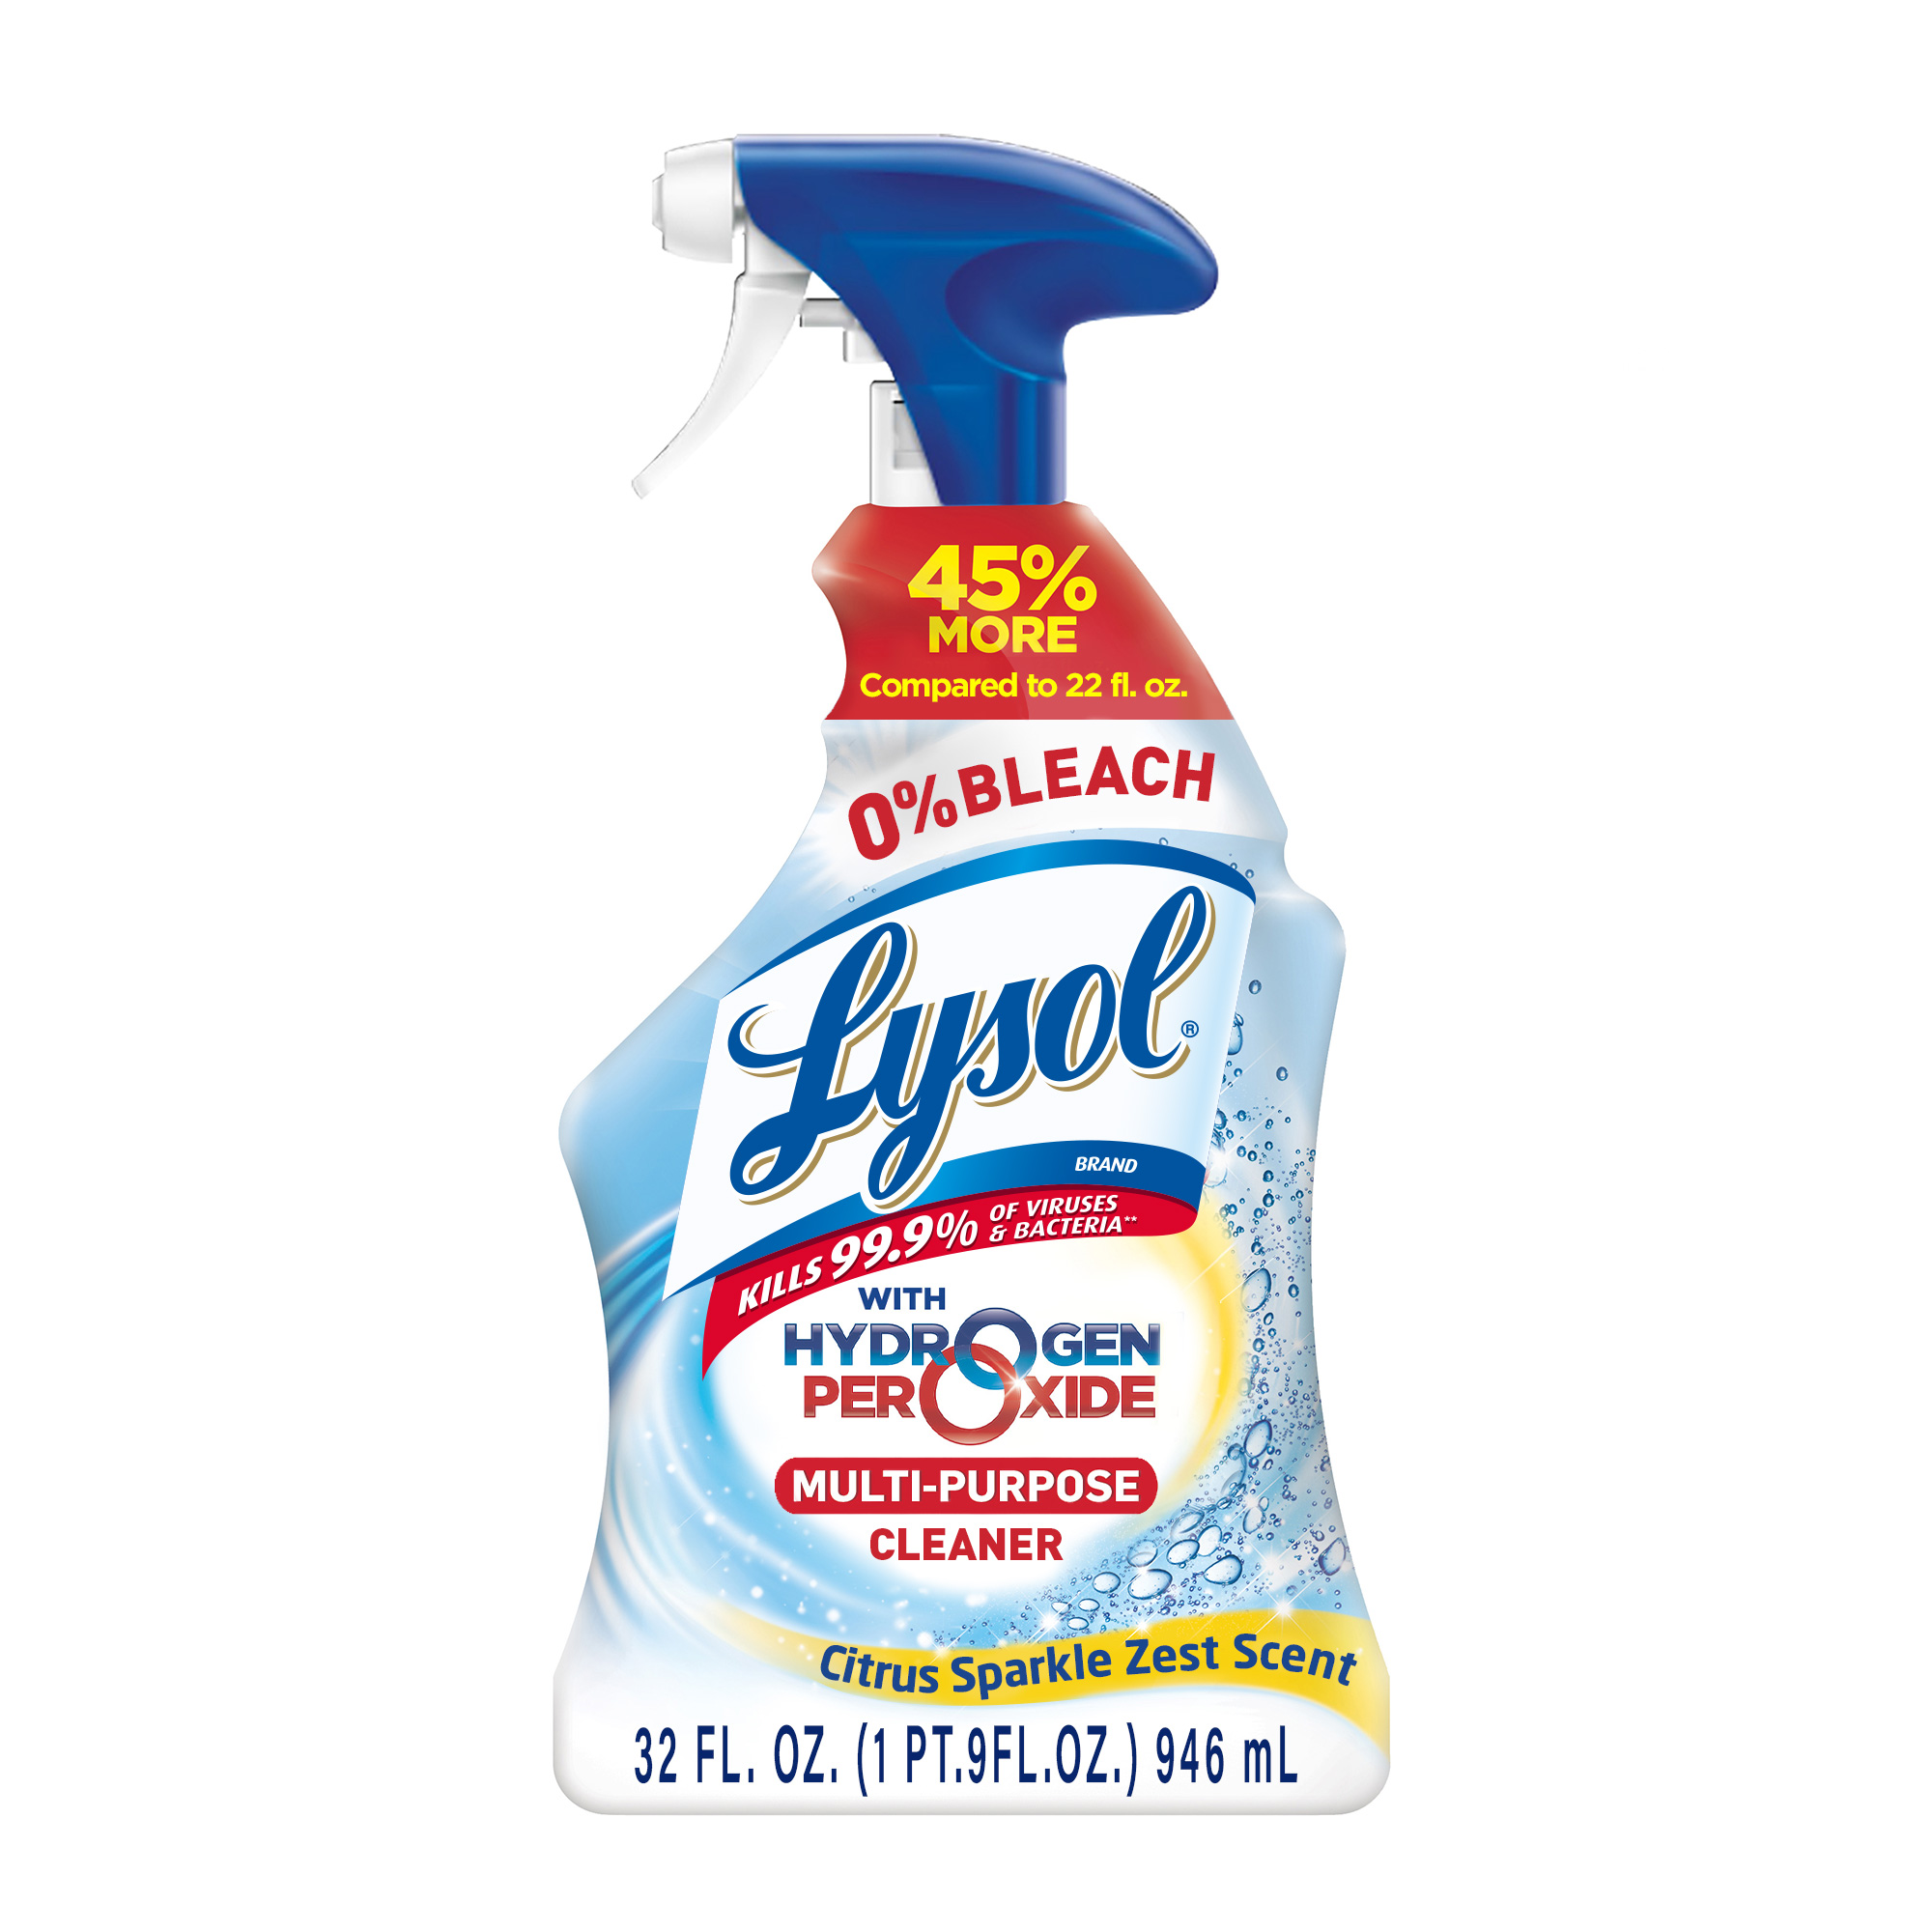 45%
MORE
Compared to 22 fl. oz.
0% BLEACH
Lysol®
BRAND
KILLS 99.9% OF VIRUSES
& BACTERIA**
WITH
HYDROGEN
PEROXIDE
MULTI-PURPOSE
CLEANER
Citrus Sparkle Zest Scent
32 FL. OZ. (1 PT.9FL.OZ.) 946 mL